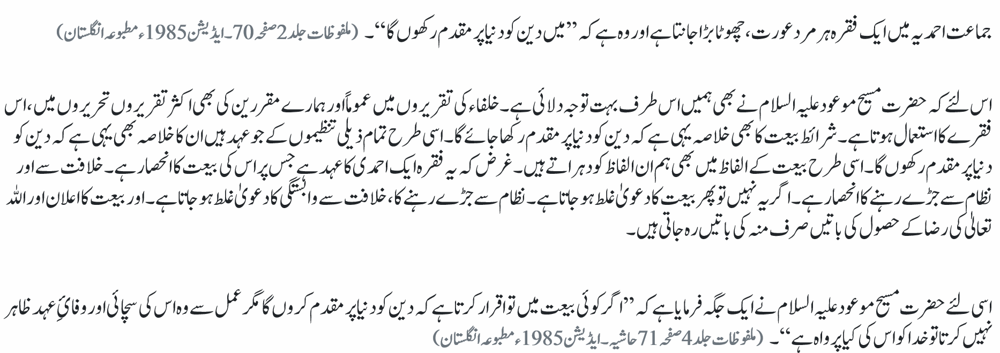 جماعت احمدیہ میں ایک فقرہ ہر مرد عورت، چھوٹا بڑا جانتا ہے اور وہ ہے کہ ’’میں دین کو دنیا پر مقدم رکھوں گا‘‘۔ (ملفوظات جلد 2 صفحہ 70۔ ایڈیشن 1985ء مطبوعہ انگلستان)
اس لئے کہ حضرت مسیح موعود علیہ السلام نے بھی ہمیں اس طرف بہت توجہ دلائی ہے۔ خلفاء کی تقریروں میں عموماً اور ہمارے مقررین کی بھی اکثر تقریروں تحریروں میں، اس
فقرے کا استعمال ہوتا ہے۔ شرائط بیعت کا بھی خلاصہ یہی ہے کہ دین کو دنیا پر مقدم رکھا جائے گا۔ اسی طرح تمام ذیلی تنظیموں کے جو عہد ہیں ان کا خلاصہ بھی یہی ہے کہ دین کو
دنیا پر مقدم رکھوں گا۔ اسی طرح بیعت کے الفاظ میں بھی ہم ان الفاظ کو دہراتے ہیں۔ غرض کہ یہ فقرہ ایک احمدی کا عہد ہے جس پر اس کی بیعت کا انحصار ہے۔ خلافت سے اور
نظام سے جڑے رہنے کا انحصار ہے۔ اگر یہ نہیں تو پھر بیعت کا دعویٰ غلط ہو جاتا ہے۔ نظام سے جڑے رہنے کا، خلافت سے وابستگی کا دعویٰ غلط ہو جاتا ہے۔ اور بیعت کا اعلان اور اللہ
تعالیٰ کی رضا کے حصول کی باتیں صرف منہ کی باتیں رہ جاتی ہیں۔
اسی لئے حضرت مسیح موعود علیہ السلام نے ایک جگہ فرمایا ہے کہ ’’اگر کوئی بیعت میں تو اقرار کرتا ہے کہ دین کو دنیا پر مقدم کروں گا مگر عمل سے وہ اس کی سچائی اور وفائِ عہد ظاہر
نہیں کرتا تو خدا کو اس کی کیا پرواہ ہے‘‘۔ (ملفوظات جلد 4 صفحہ 71 حاشیہ۔ ایڈیشن 1985ء مطبوعہ انگلستان)